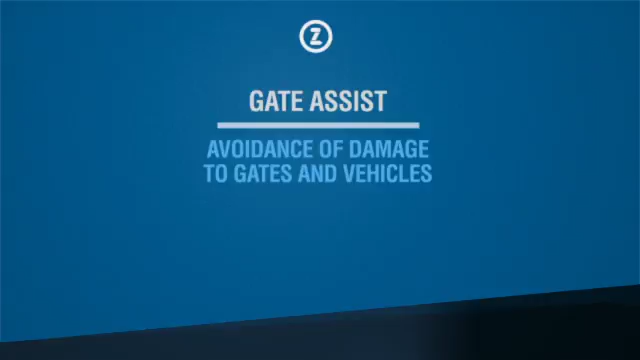 Z
GATE ASSIST
AVOIDANCE OF DAMAGE
TO GATES AND VEHICLES